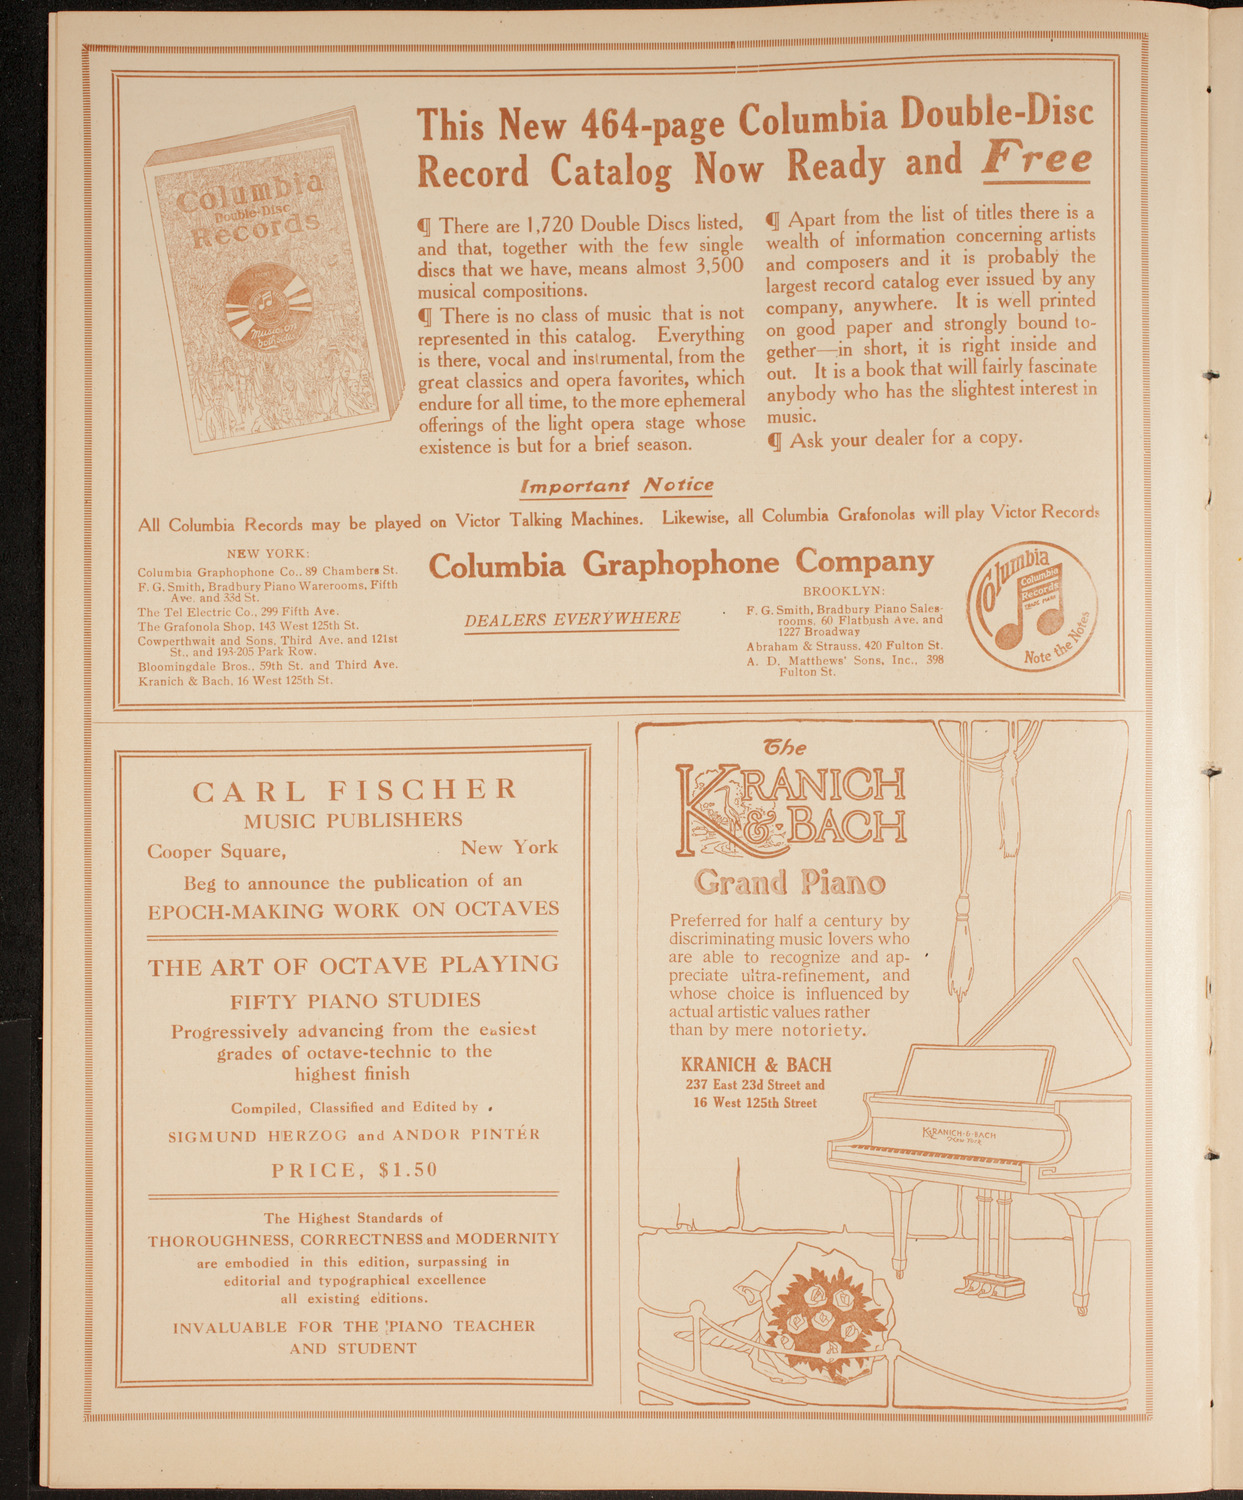 Columbia
Double-Disc
Records
Music on
This New 464-page Columbia Double-Disc
Record Catalog Now Ready and Free
¶ There are 1,720 Double Discs listed,
and that, together with the few single
discs that we have, means almost 3,500
musical compositions.
¶ There is no class of music that is not
represented in this catalog. Everything
is there, vocal and instrumental, from the
great classics and opera favorites, which
endure for all time, to the more ephemeral
offerings of the light opera stage whose
existence is but for a brief season.
¶ Apart from the list of titles there is a
wealth of information concerning artists
and composers and it is probably the
largest record catalog ever issued by any
company, anywhere. It is well printed
on good paper and strongly bound to-
gether—in short, it is right inside and
out. It is a book that will fairly fascinate
anybody who has the slightest interest in
music.
¶ Ask your dealer for a copy.
Important Notice
All Columbia Records may be played on Victor Talking Machines. Likewise, all Columbia Grafonolas will play Victor Records
NEW YORK:
Columbia Graphophone Co., 89 Chambers St.
F. G. Smith, Bradbury Piano Warerooms, Fifth
Ave. and 33d St.
The Tel Electric Co., 299 Fifth Ave.
The Grafonola Shop, 143 West 125th St.
Cowperthwait and Sons, Third Ave. and 121st
St., and 193-205 Park Row.
Bloomingdale Bros., 59th St. and Third Ave.
Kranich & Bach, 16 West 125th St.
Columbia Graphophone Company
DEALERS EVERYWHERE
BROOKLYN:
F. G. Smith, Bradbury Piano Sales-
rooms, 60 Flatbush Ave. and
1227 Broadway
Abraham & Strauss, 420 Fulton St.
A. D. Matthews' Sons, Inc., 398
Fulton St.
Columbia
Columbia
Records
TRADE MARK
Note the Notes
CARL FISCHER
MUSIC PUBLISHERS
Cooper Square, New York
Beg to announce the publication of an
EPOCH-MAKING WORK ON OCTAVES
THE ART OF OCTAVE PLAYING
FIFTY PIANO STUDIES
Progressively advancing from the easiest
grades of octave-technic to the
highest finish
Compiled, Classified and Edited by
SIGMUND HERZOG and ANDOR PINTÉR
PRICE, $1.50
The Highest Standards of
THOROUGHNESS, CORRECTNESS and MODERNITY
are embodied in this edition, surpassing in
editorial and typographical excellence
all existing editions.
INVALUABLE FOR THE PIANO TEACHER
AND STUDENT
The
KRANICH
& BACH
Grand Piano
Preferred for half a century by
discriminating music lovers who
are able to recognize and ap-
preciate ultra-refinement, and
whose choice is influenced by
actual artistic values rather
than by mere notoriety.
KRANICH & BACH
237 East 23d Street and
16 West 125th Street
KRANICH & BACH
New York